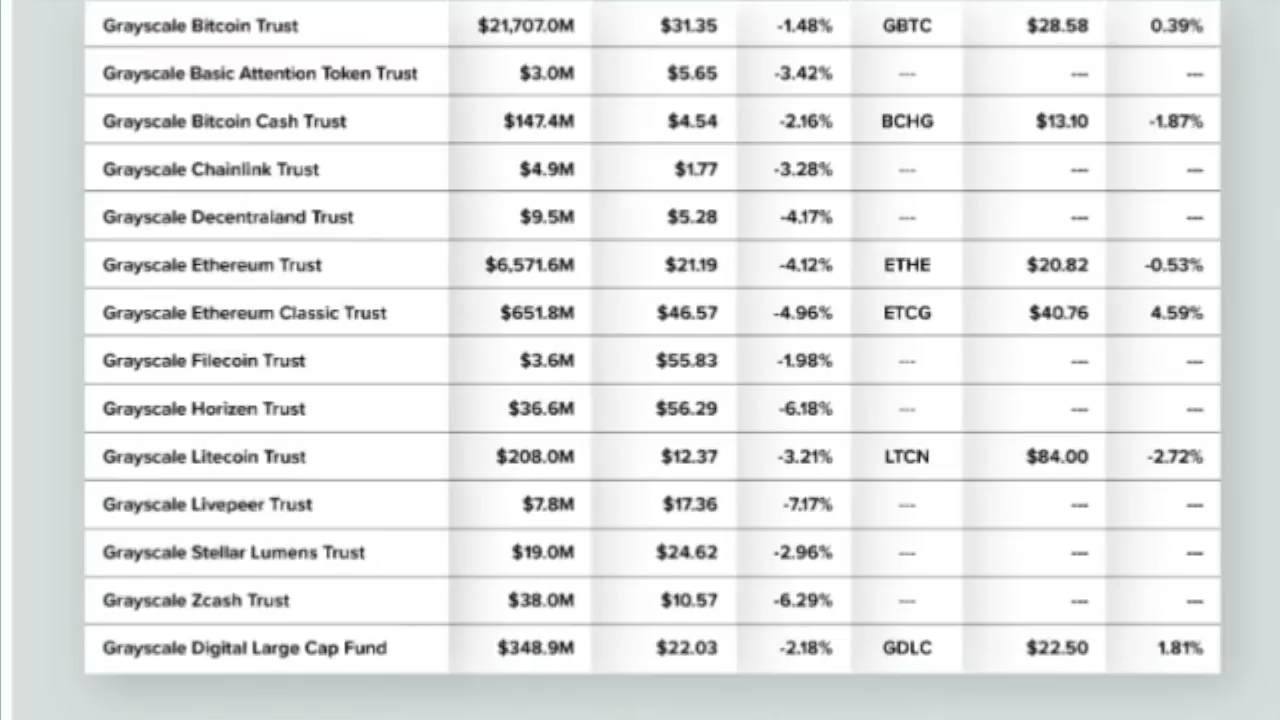 Grayscale Bitcoin Trust $21,707.0M $31.35 -1.48% GBTC $28.58 0.39%
Grayscale Basic Attention Token Trust $3.0M $5.65 -3.42% --- --- ---
Grayscale Bitcoin Cash Trust $147.4M $4.54 -2.16% BCHG $13.10 -1.87%
Grayscale Chainlink Trust $4.9M $1.77 -3.28% --- --- ---
Grayscale Decentraland Trust $9.5M $5.28 -4.17% --- --- ---
Grayscale Ethereum Trust $6,571.6M $21.19 -4.12% ETHE $20.82 -0.53%
Grayscale Ethereum Classic Trust $651.8M $46.57 -4.96% ETCG $40.76 4.59%
Grayscale Filecoin Trust $3.6M $55.83 -1.98% --- --- ---
Grayscale Horizen Trust $36.6M $56.29 -6.18% --- --- ---
Grayscale Litecoin Trust $208.0M $12.37 -3.21% LTCN $84.00 -2.72%
Grayscale Livepeer Trust $7.8M $17.36 -7.17% --- --- ---
Grayscale Stellar Lumens Trust $19.0M $24.62 -2.96% --- --- ---
Grayscale Zcash Trust $38.0M $10.57 -6.29% --- --- ---
Grayscale Digital Large Cap Fund $348.9M $22.03 -2.18% GDLC $22.50 1.81%